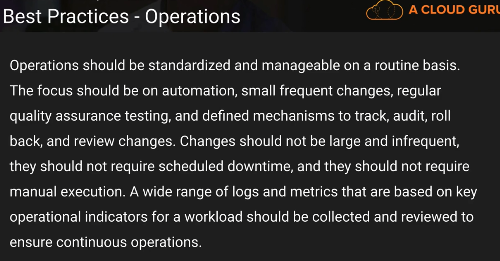 Best Practices - Operations
A CLOUD GURU
Operations should be standardized and manageable on a routine basis.
The focus should be on automation, small frequent changes, regular
quality assurance testing, and defined mechanisms to track, audit, roll
back, and review changes. Changes should not be large and infrequent,
they should not require scheduled downtime, and they should not require
manual execution. A wide range of logs and metrics that are based on key
operational indicators for a workload should be collected and reviewed to
ensure continuous operations.